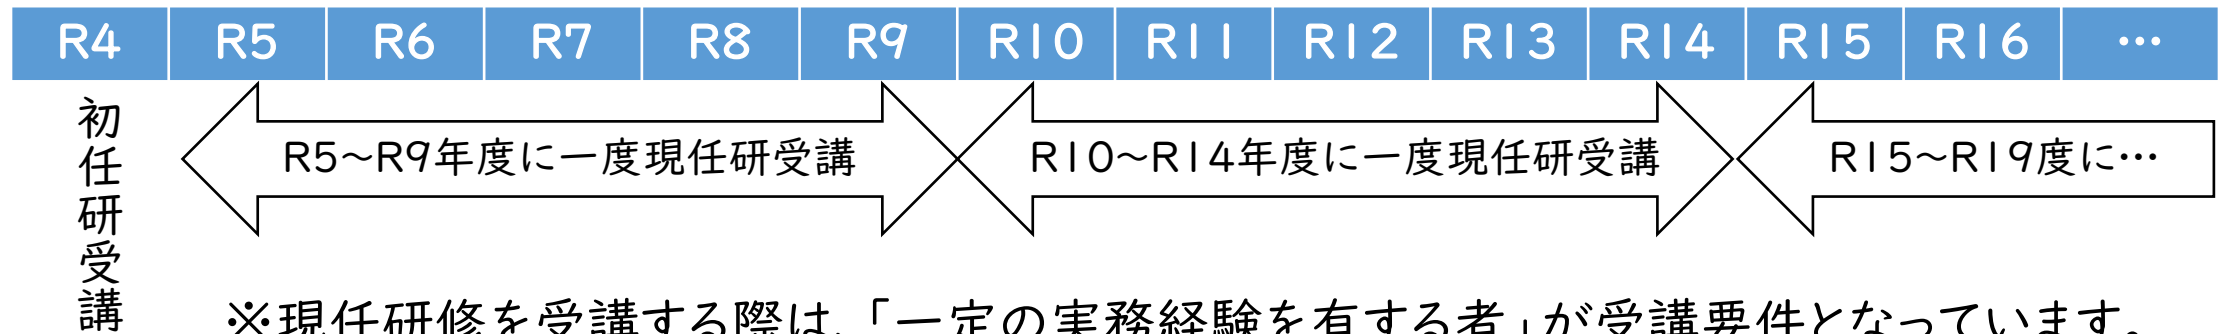 R4 R5 R6 R7 R8 R9 R10 R11 R12 R13 R14 R15 R16 …
初任研受講
R5～R9年度に一度現任研受講
R10～R14年度に一度現任研受講
R15～R19度に…
※現任研修を受講する際は、「一定の実務経験を有する者」が受講要件となっています。